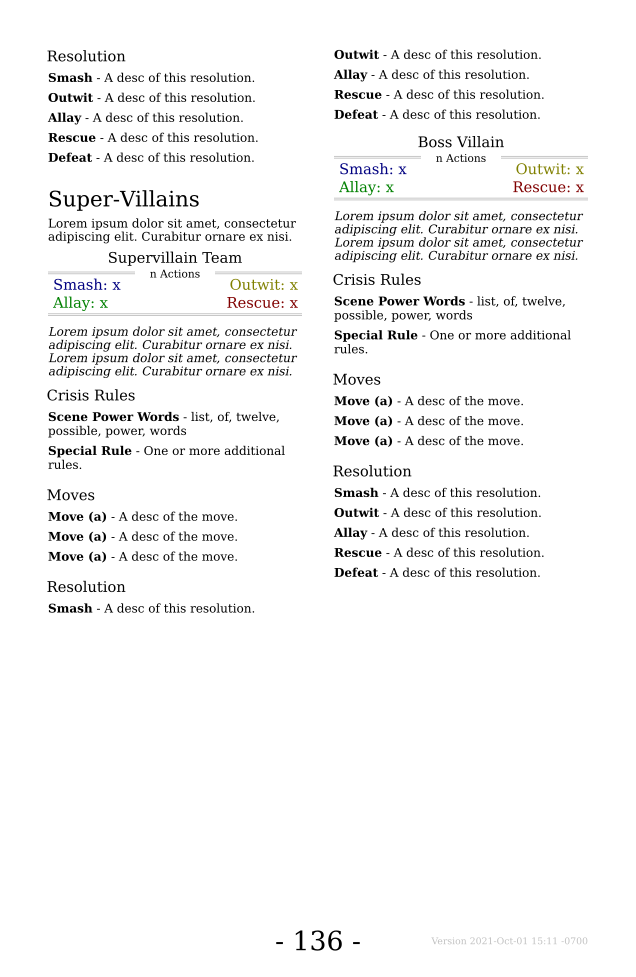 Resolution
Smash - A desc of this resolution.
Outwit - A desc of this resolution.
Allay - A desc of this resolution.
Rescue - A desc of this resolution.
Defeat - A desc of this resolution.
Super-Villains
Lorem ipsum dolor sit amet, consectetur
adipiscing elit. Curabitur ornare ex nisi.
Supervillain Team
n Actions
Smash: x Outwit: x
Allay: x Rescue: x
Lorem ipsum dolor sit amet, consectetur
adipiscing elit. Curabitur ornare ex nisi.
Lorem ipsum dolor sit amet, consectetur
adipiscing elit. Curabitur ornare ex nisi.
Crisis Rules
Scene Power Words - list, of, twelve,
possible, power, words
Special Rule - One or more additional
rules.
Moves
Move (a) - A desc of the move.
Move (a) - A desc of the move.
Move (a) - A desc of the move.
Resolution
Smash - A desc of this resolution.
Outwit - A desc of this resolution.
Allay - A desc of this resolution.
Rescue - A desc of this resolution.
Defeat - A desc of this resolution.
Boss Villain
n Actions
Smash: x Outwit: x
Allay: x Rescue: x
Lorem ipsum dolor sit amet, consectetur
adipiscing elit. Curabitur ornare ex nisi.
Lorem ipsum dolor sit amet, consectetur
adipiscing elit. Curabitur ornare ex nisi.
Crisis Rules
Scene Power Words - list, of, twelve,
possible, power, words
Special Rule - One or more additional
rules.
Moves
Move (a) - A desc of the move.
Move (a) - A desc of the move.
Move (a) - A desc of the move.
Resolution
Smash - A desc of this resolution.
Outwit - A desc of this resolution.
Allay - A desc of this resolution.
Rescue - A desc of this resolution.
Defeat - A desc of this resolution.
- 136 -
Version 2021-Oct-01 15:11 -0700